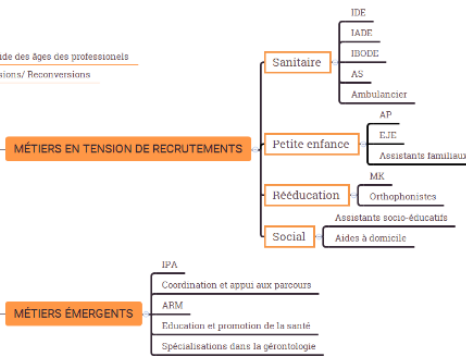 IDE
IADE
Sanitaire
IBODE
AS
Ambulancier
des âges des professionels
Reconversions
AP
MÉTIERS EN TENSION DE RECRUTEMENTS
Petite enfance
EJE
Assistants familiaux
MK
Rééducation
Orthophonistes
Assistants socio-éducatifs
Social
Aides à domicile
IPA
Coordination et appui aux parcours
MÉTIERS ÉMERGENTS
ARM
Education et promotion de la santé
Spécialisations dans la gérontologie